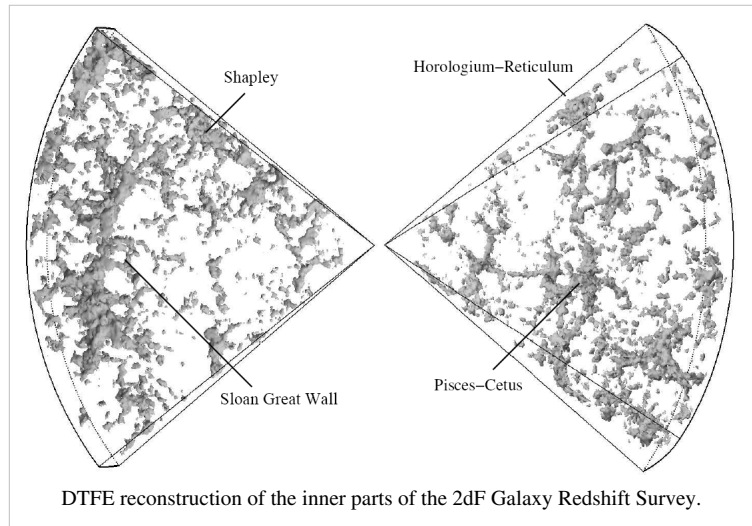 Shapley
Horologium−Reticulum
Sloan Great Wall
Pisces−Cetus
DTFE reconstruction of the inner parts of the 2dF Galaxy Redshift Survey.